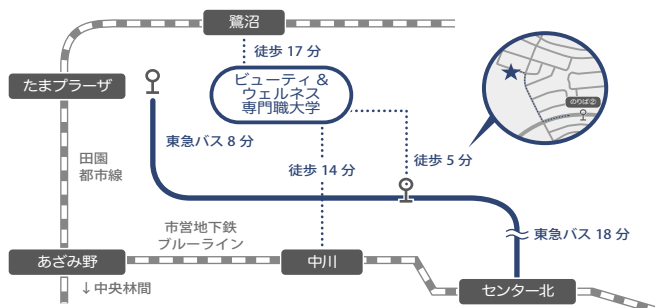 鷺沼
徒歩 17 分
たまプラーザ
ビューティ &
ウェルネス
専門職大学
のりば②
東急バス 8 分
田園
都市線
徒歩 14 分
徒歩 5 分
市営地下鉄
ブルーライン
東急バス 18 分
あざみ野
中川
↓中央林間
センター北